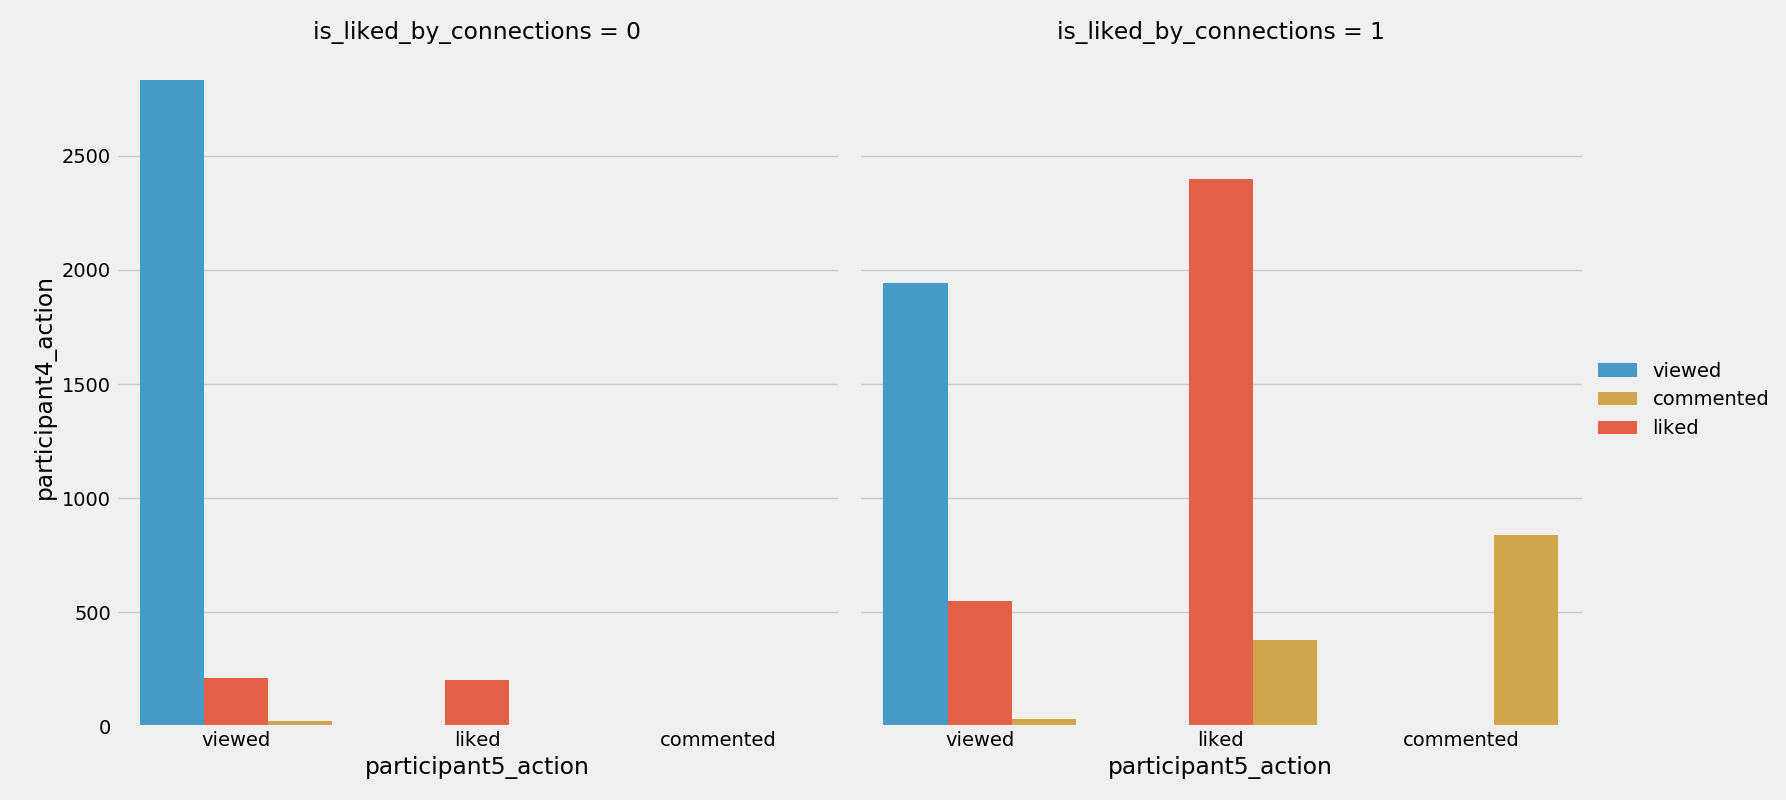 is_liked_by_connections = 0
is_liked_by_connections = 1
participant4_action
2500
2000
1500
1000
500
0
viewed
liked
commented
participant5_action
viewed
liked
commented
participant5_action
viewed
commented
liked